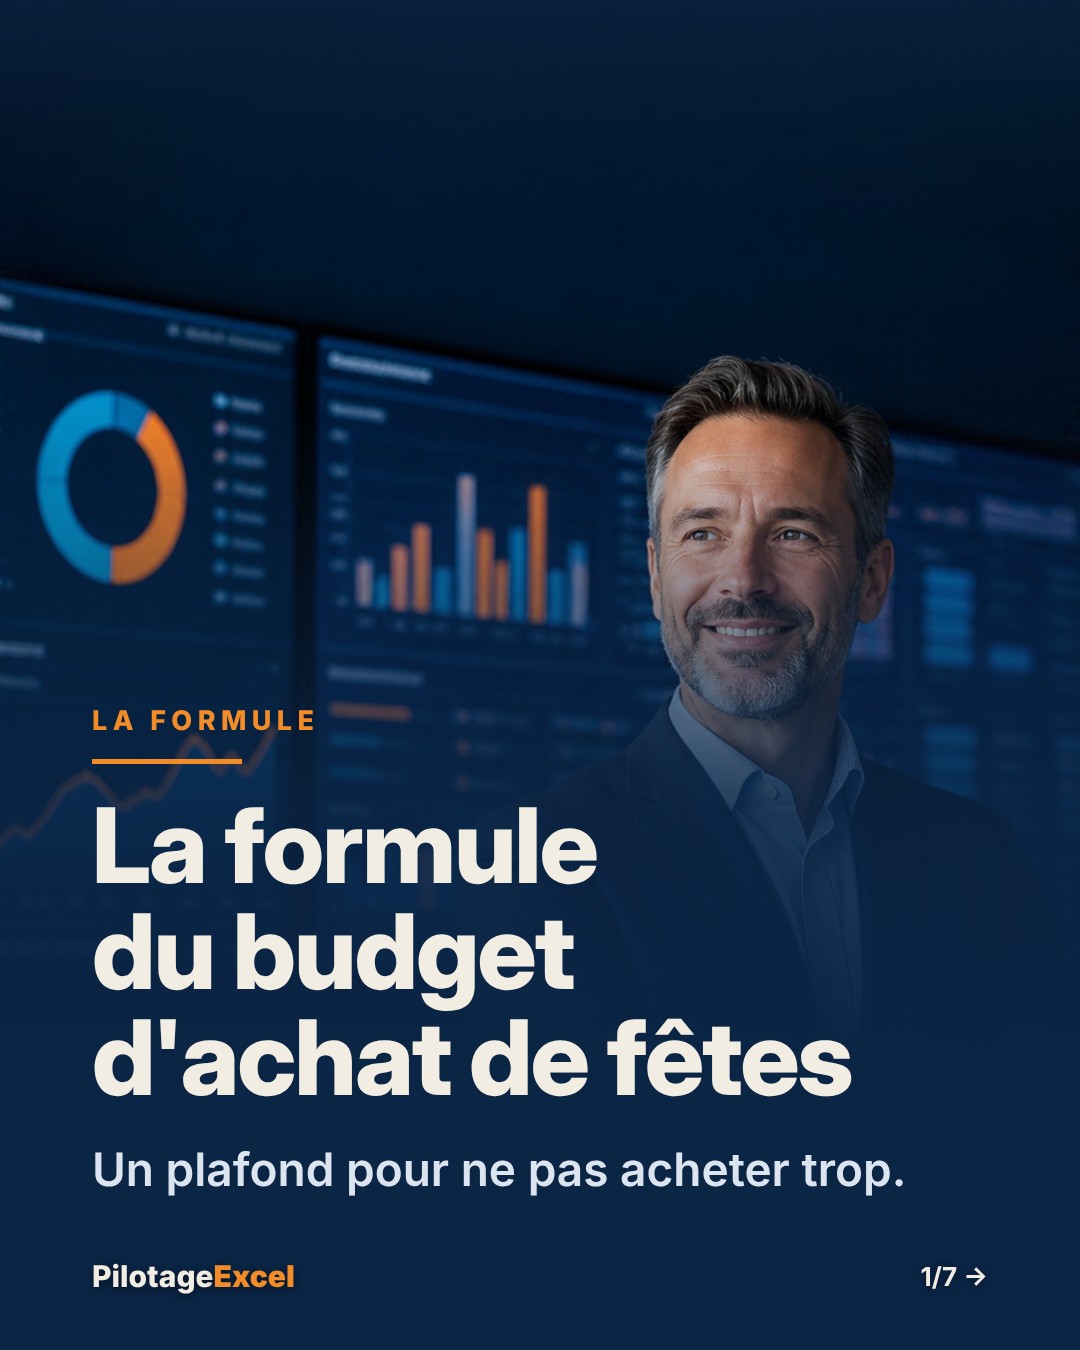 LA FORMULE
La formule
du budget
d'achat de fêtes
Un plafond pour ne pas acheter trop.
PilotageExcel
1/7 →